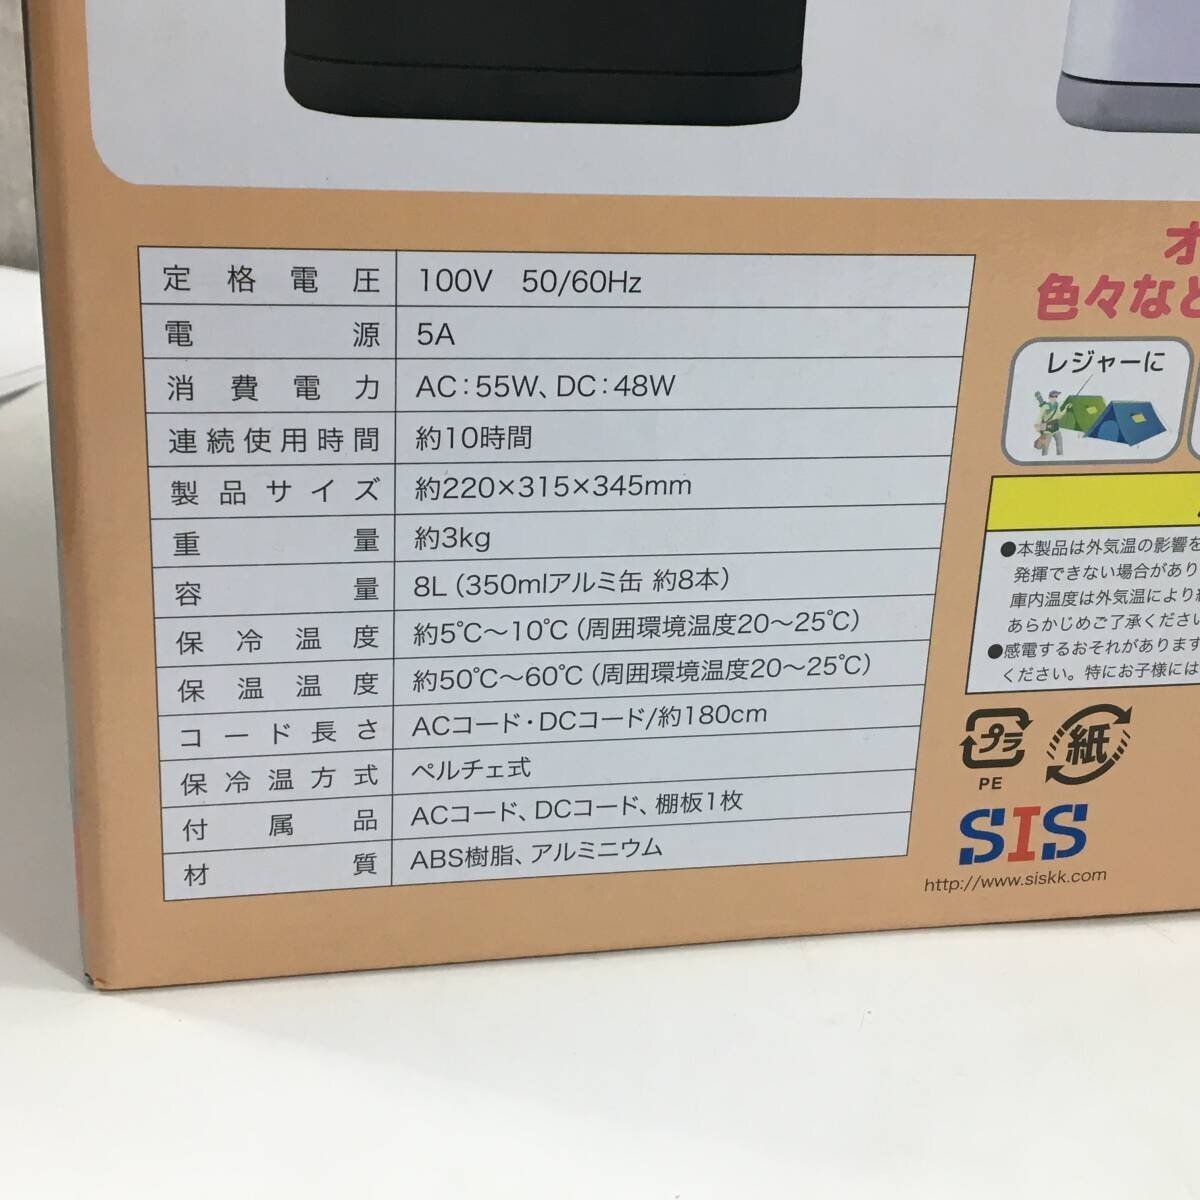 定格電圧 100V 50/60Hz
電源 5A
消費電力 AC:55W、DC:48W
連続使用時間 約10時間
製品サイズ 約220×315×345mm
重量 約3kg
容量 8L(350mlアルミ缶 約8本)
保冷温度 約5℃～10℃(周囲環境温度20～25℃)
保温温度 約50℃～60℃(周囲環境温度20～25℃)
コード長さ ACコード・DCコード/約180cm
保冷温方式 ペルチェ式
付属品 ACコード、DCコード、棚板1枚
材質 ABS樹脂、アルミニウム
オ
色々など
レジャーに
●本製品は外気温の影響を
発揮できない場合があり
庫内温度は外気温により
あらかじめご了承ください
●感電するおそれがあります
ください。特にお子様には
プラ
PE
紙
SIS
http://www.siskk.com